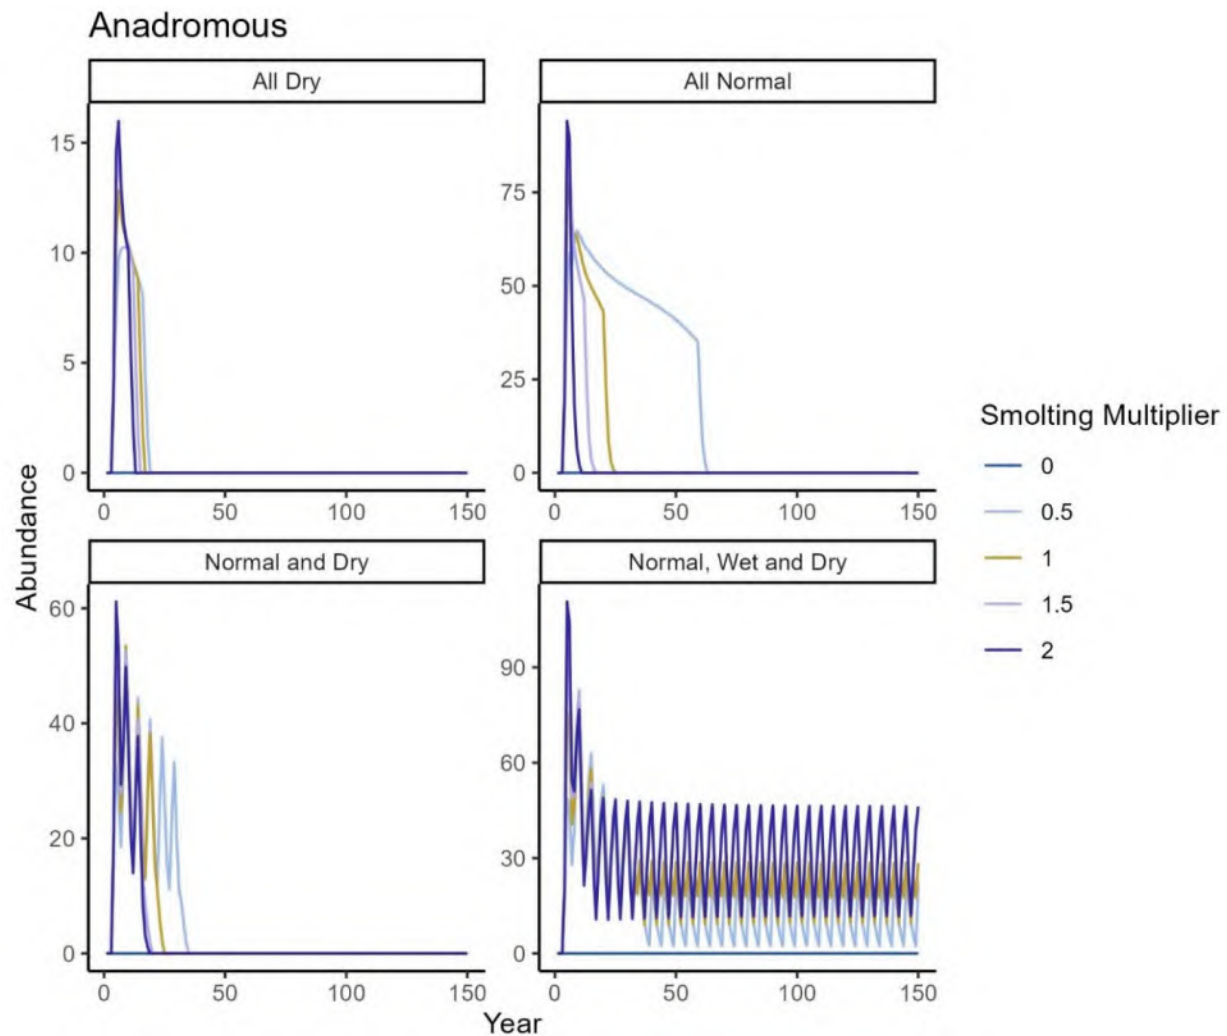 Anadromous
All Dry
All Normal
15
10
5
0
75
50
25
0
0 50 100 150
0 50 100 150
Normal and Dry
Normal, Wet and Dry
60
40
20
0
90
60
30
0
0 50 100 150
0 50 100 150
Abundance
Year
Smolting Multiplier
0
0.5
1
1.5
2